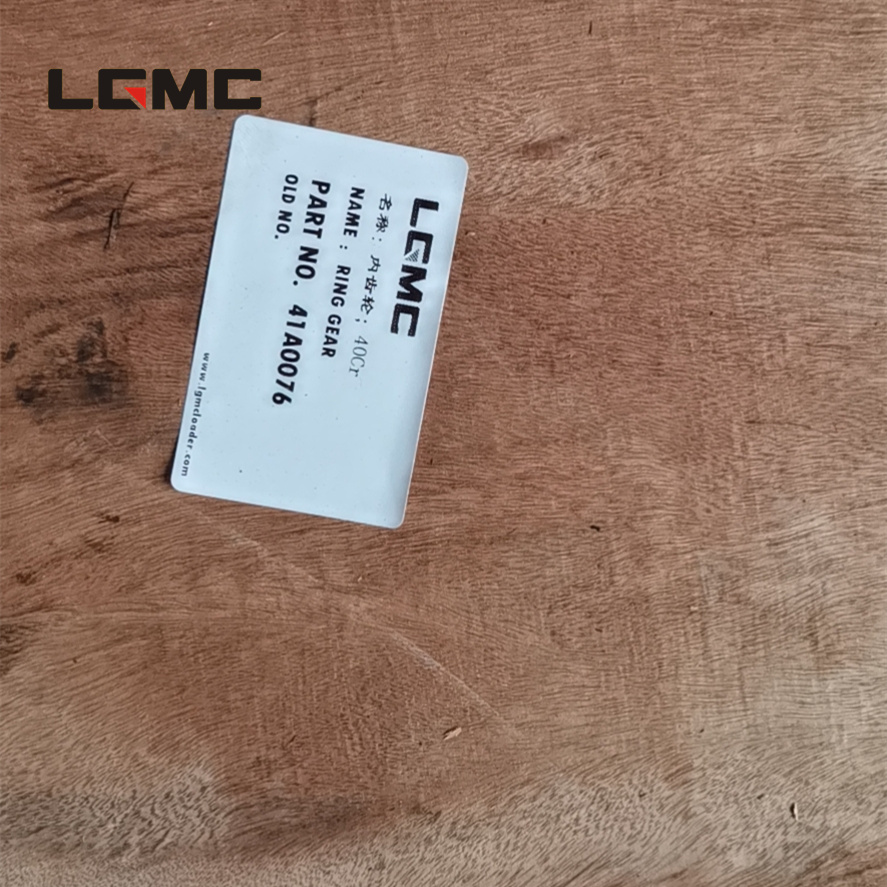 LGMC
LGMC
名称：内齿轮；40Cr
NAME : RING GEAR
PART NO. 41A0076
OLD NO.
www.lgmcloader.com